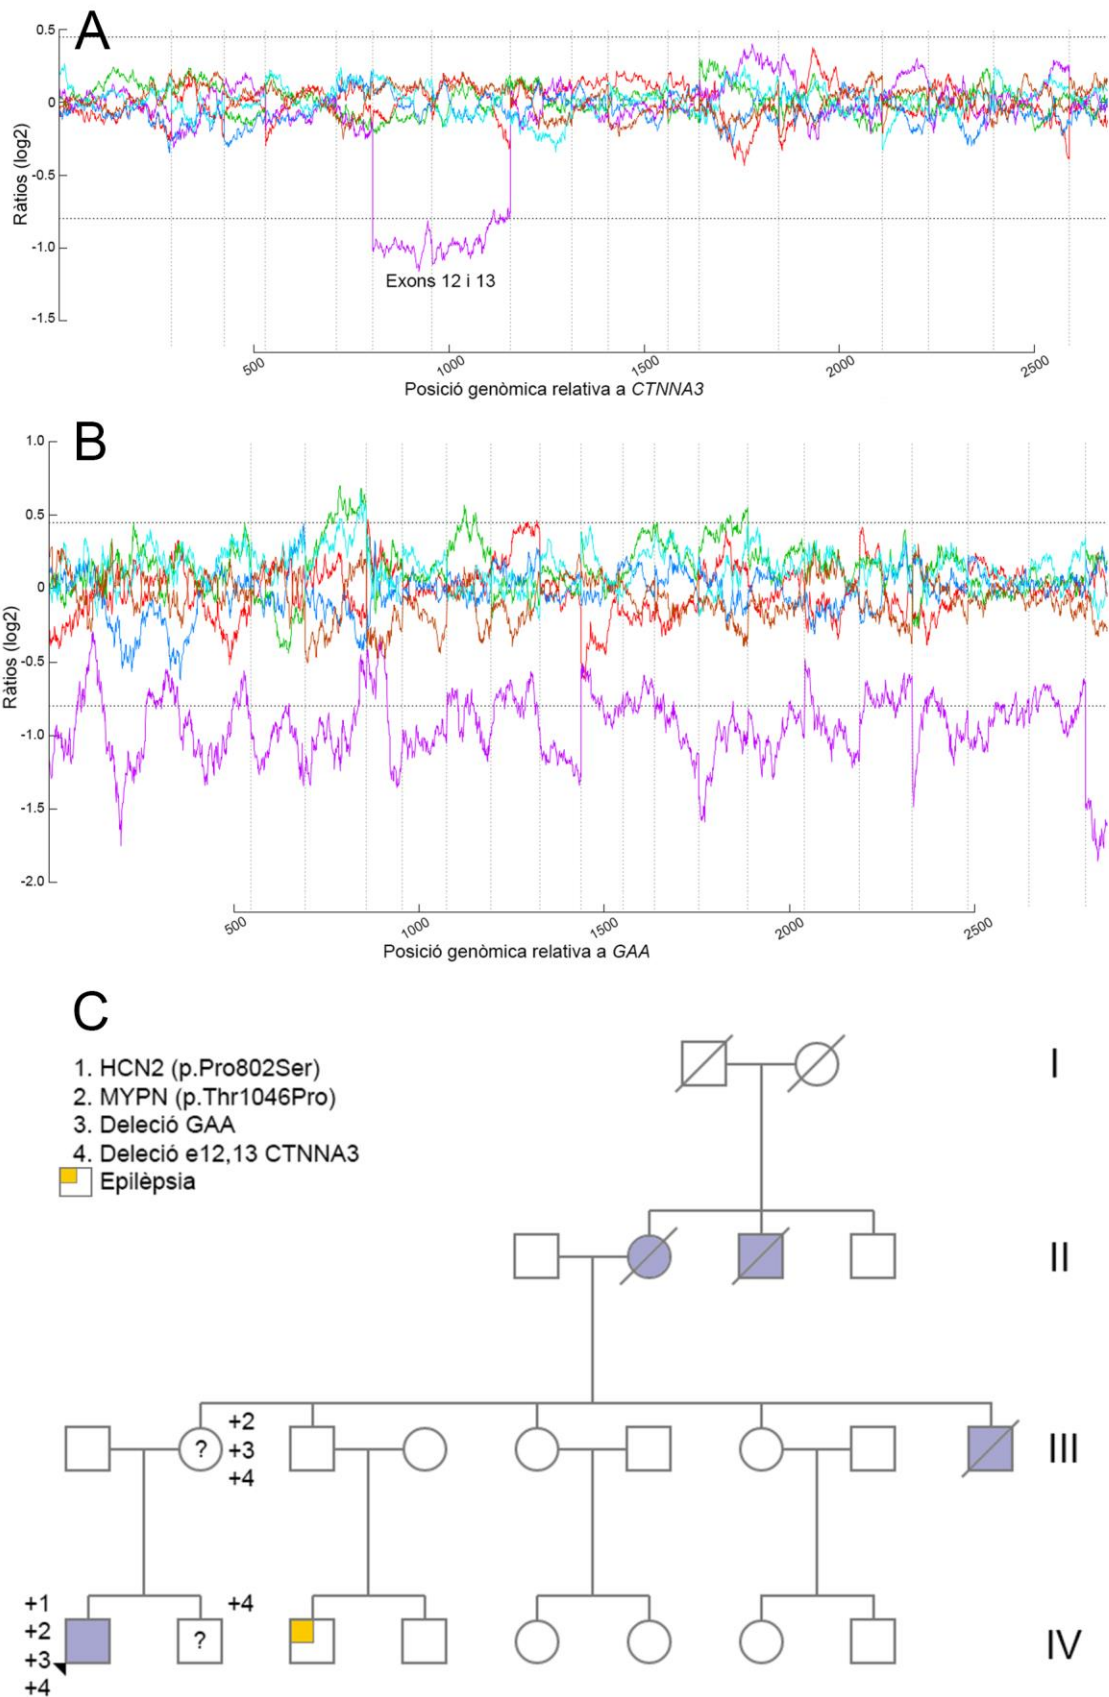 A
0.5
0
-0.5
-1.0
-1.5
Ràtios (log2)
Exons 12 i 13
500
1000
1500
2000
2500
Posició genòmica relativa a CTNNA3
B
1.0
0.5
0
-0.5
-1.0
-1.5
-2.0
Ràtios (log2)
500
1000
1500
2000
2500
Posició genòmica relativa a GAA
C
1. HCN2 (p.Pro802Ser)
2. MYPN (p.Thr1046Pro)
3. Deleció GAA
4. Deleció e12,13 CTNNA3
Epilèpsia
I
II
?
+2
+3
+4
III
+1
+2
+3
+4
?
+4
IV